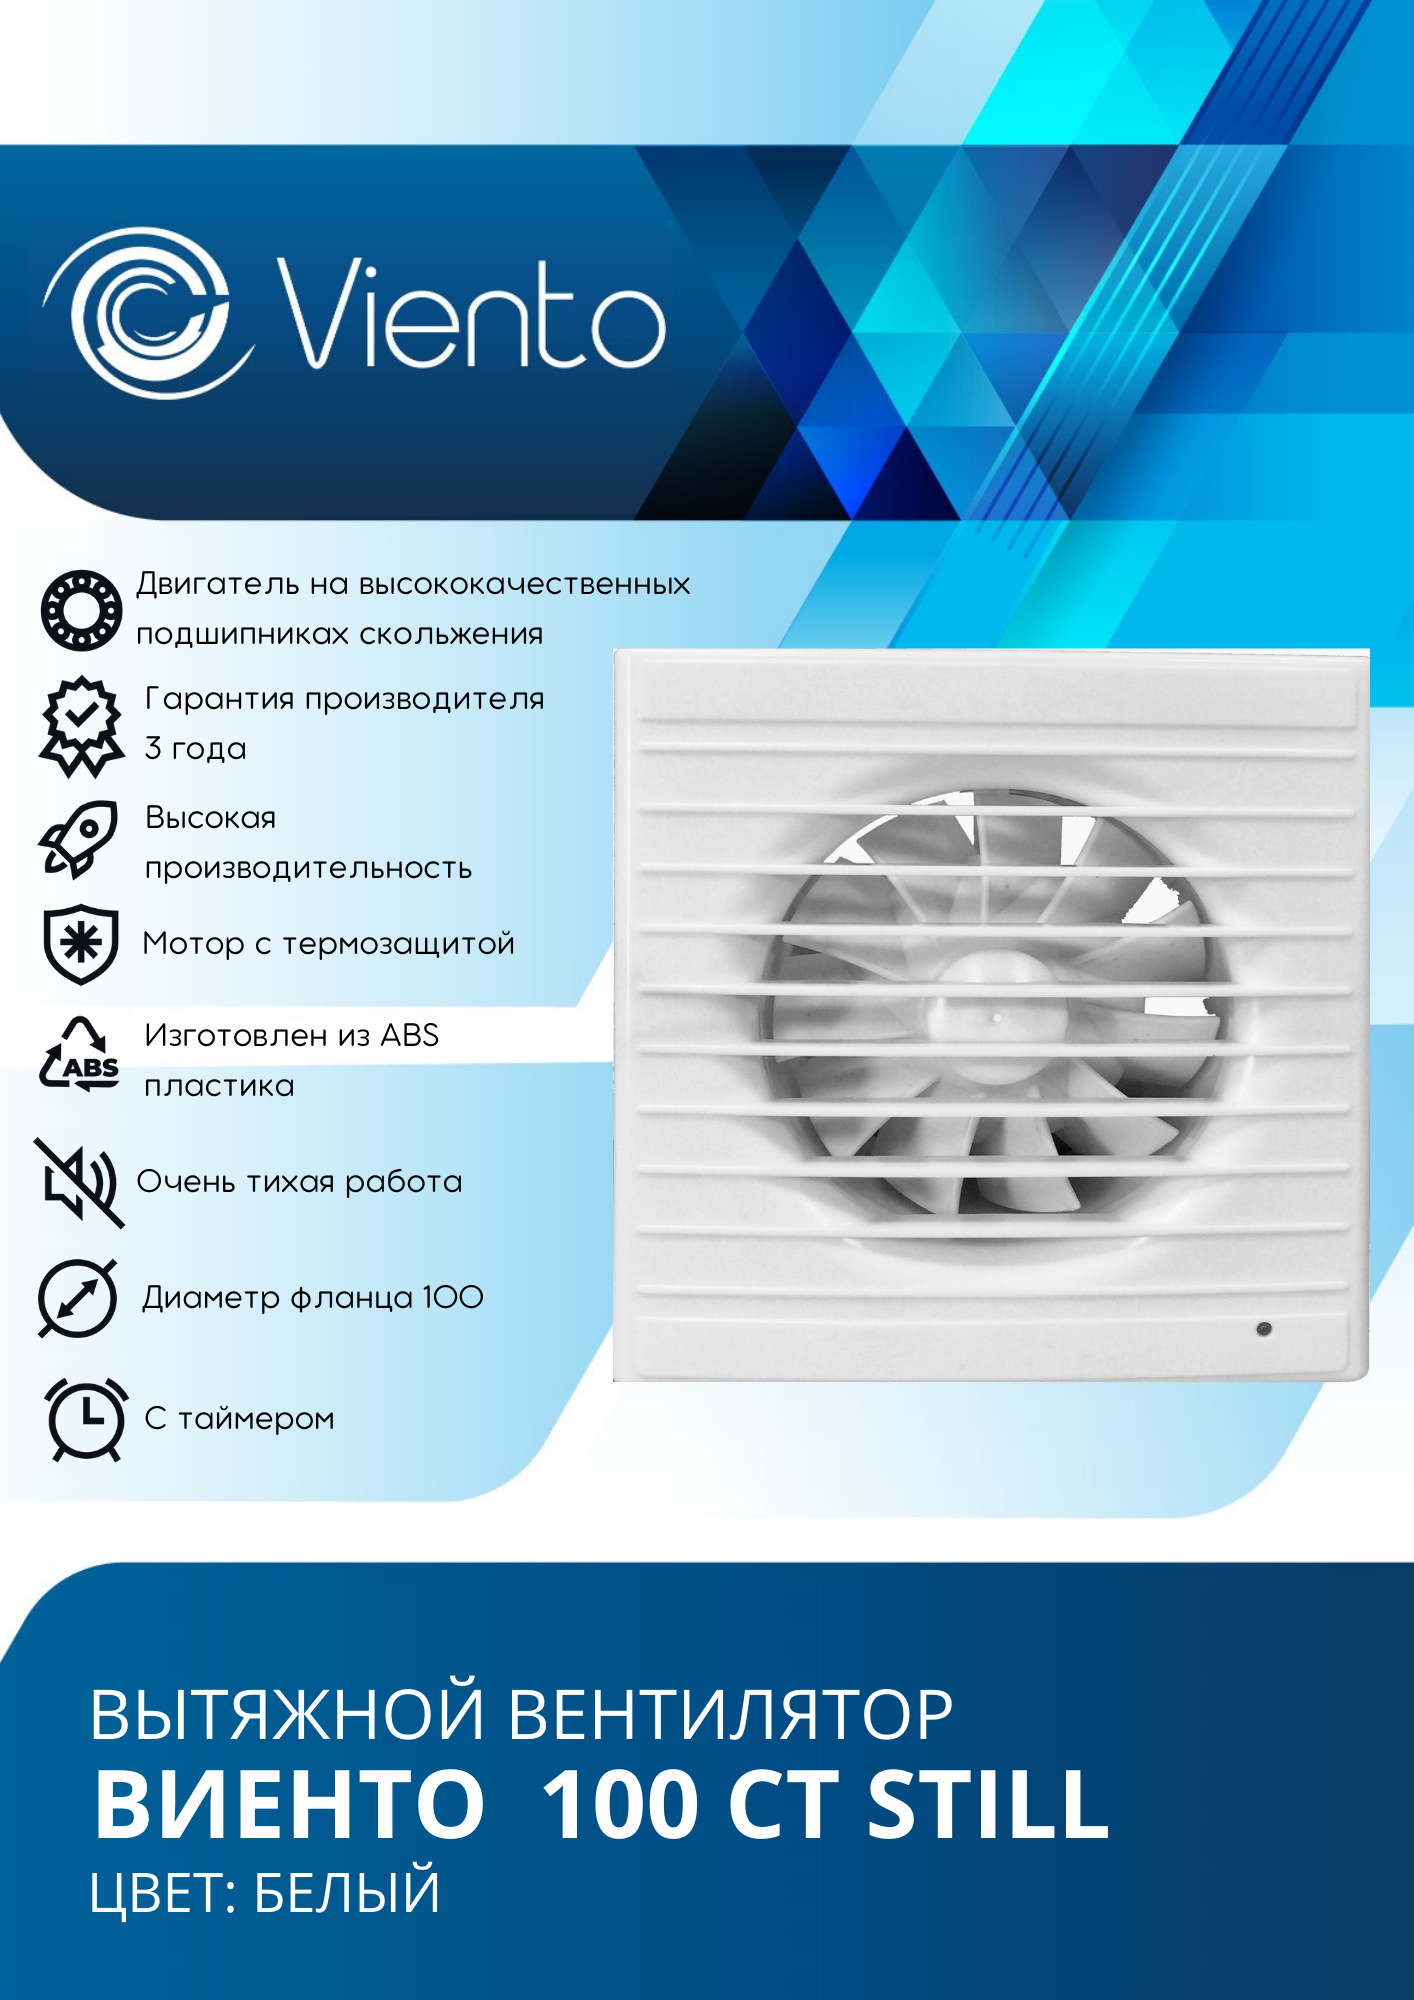 Viento
Двигатель на высококачественных
подшипниках скольжения
Гарантия производителя
3 года
Высокая
производительность
Мотор с термозащитой
Изготовлен из ABS
пластика
ABS
Очень тихая работа
Диаметр фланца 100
С таймером
ВЫТЯЖНОЙ ВЕНТИЛЯТОР
ВИЕНТО 100 СТ STILL
ЦВЕТ: БЕЛЫЙ